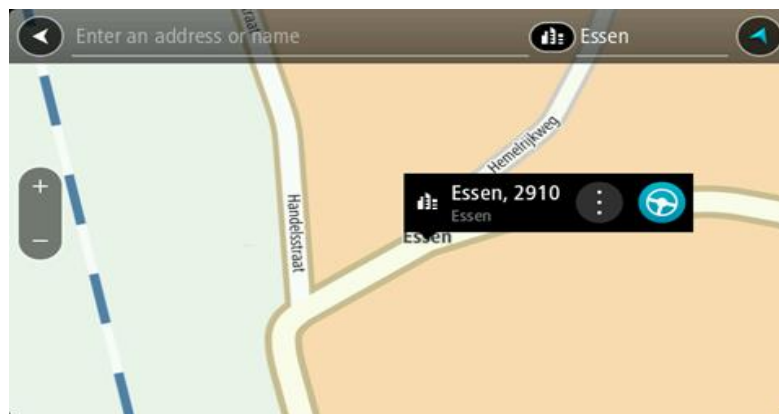 Enter an address or name
Essen
Hemelrijkweg
Essen, 2910
Essen
Handelsstraat
Essen